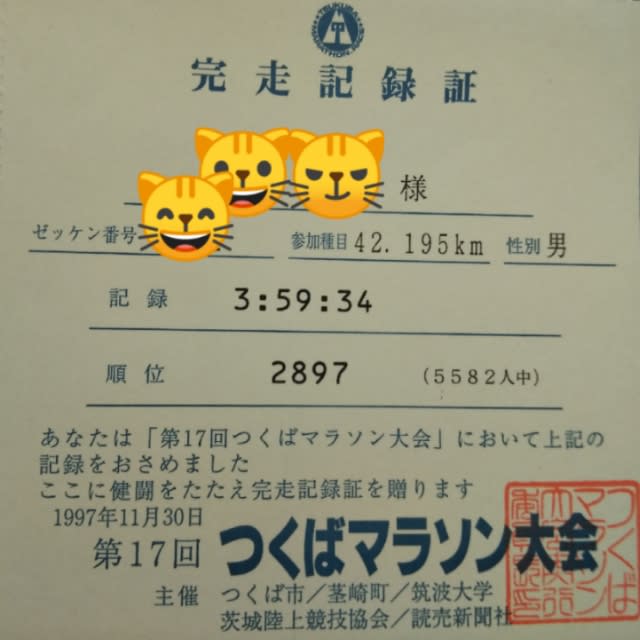 完走記録証
様
ゼッケン番号 参加種目 42.195km 性別 男
記録 3:59:34
順位 2897 (5582人中)
あなたは「第17回つくばマラソン大会」において上記の
記録をおさめました
ここに健闘をたたえ完走記録証を贈ります
1997年11月30日
第17回 つくばマラソン大会
主催 つくば市/茎崎町/筑波大学
茨城陸上競技協会/読売新聞社